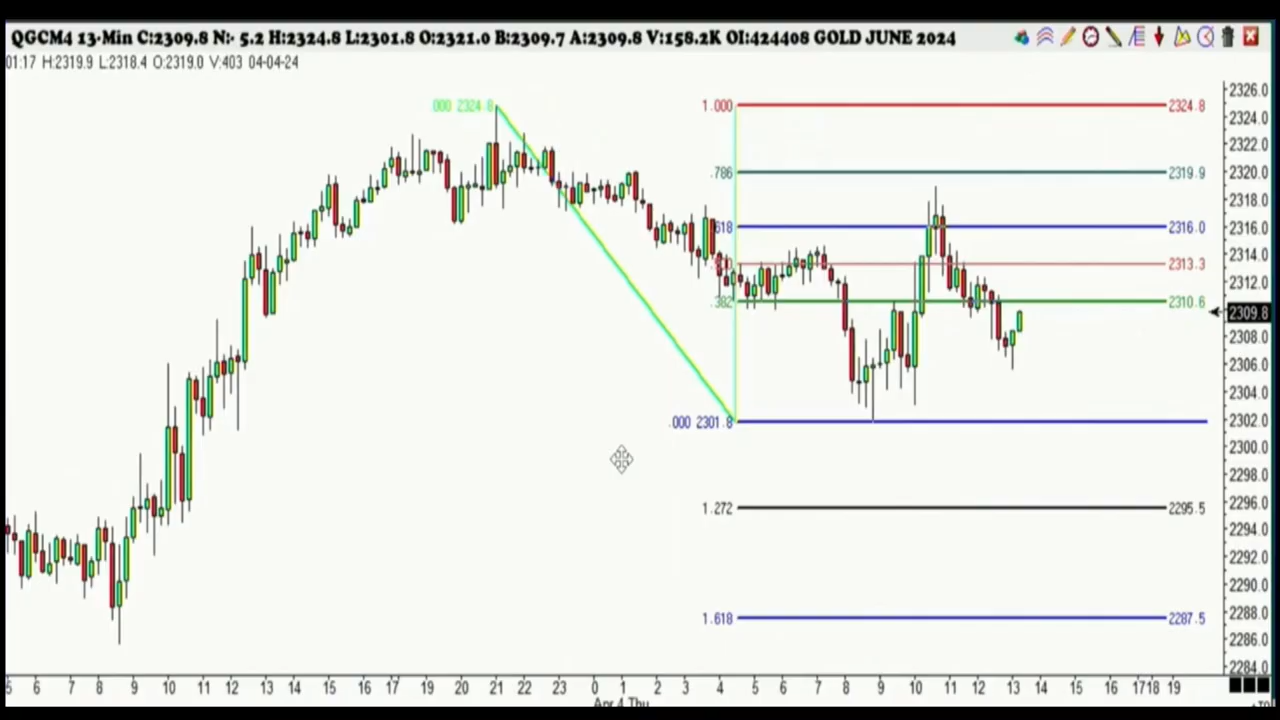 QGCM4 13-Min C:2309.8 N:- 5.2 H:2324.8 L:2301.8 O:2321.0 B:2309.7 A:2309.8 V:158.2K OI:424408 GOLD JUNE 2024
01:17 H:2319.9 L:2318.4 O:2319.0 V:403 04-04-24
2326.0
.000 2324.8 1.000 2324.8
2324.0
2322.0
.786 2319.9 2320.0
2318.0
.618 2316.0 2316.0
2314.0
2313.3
2312.0
.382 2310.6
2309.8
2308.0
2306.0
2304.0
.000 2301.8 2302.0
2300.0
2298.0
1.272 2295.5 2296.0
2294.0
2292.0
2290.0
2288.0
1.618 2287.5
2286.0
2284.0
5 6 7 8 9 10 11 12 13 14 15 16 17 19 20 21 22 23 0 1 2 3 4 5 6 7 8 9 10 11 12 13 14 15 16 17 18 19
Apr 4 Thu